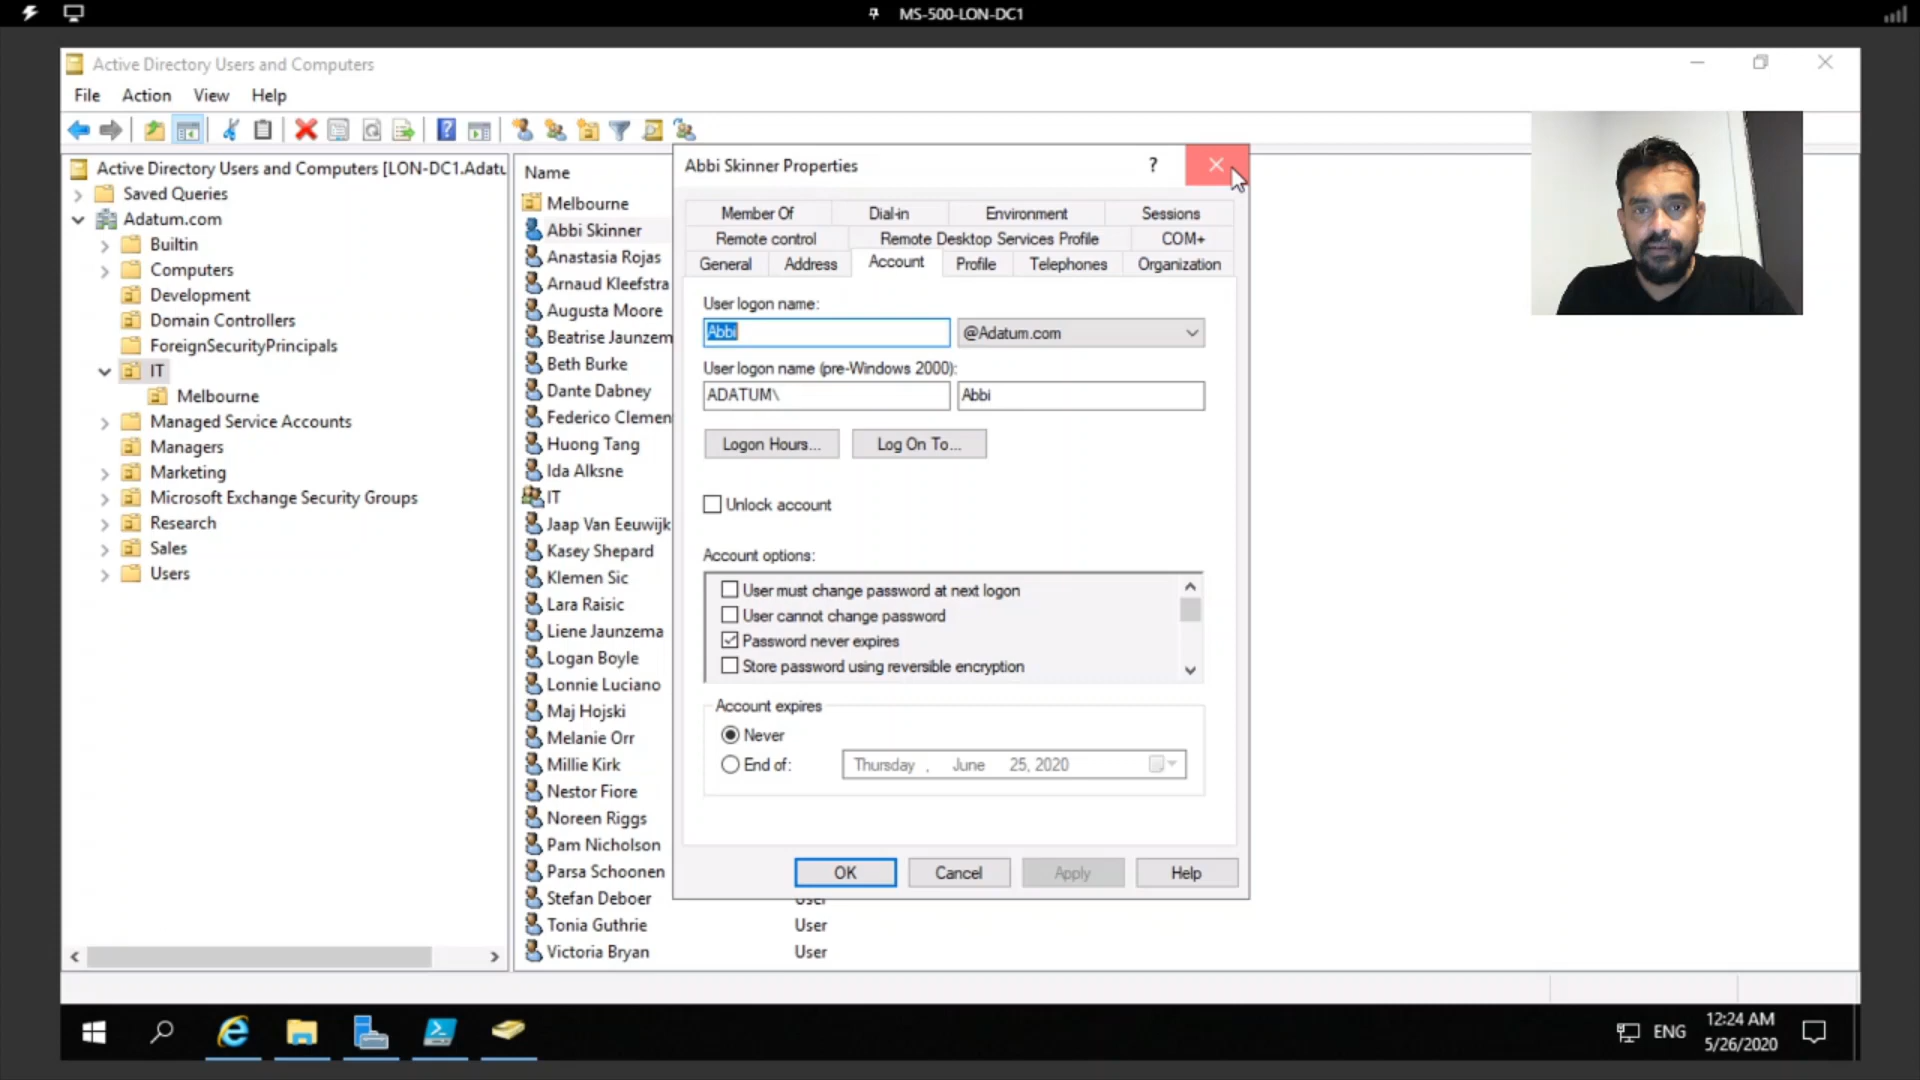 MS-500-LON-DC1
Active Directory Users and Computers
File Action View Help
Active Directory Users and Computers [LON-DC1.Adatu
Saved Queries
Adatum.com
Builtin
Computers
Development
Domain Controllers
ForeignSecurityPrincipals
IT
Melbourne
Managed Service Accounts
Managers
Marketing
Microsoft Exchange Security Groups
Research
Sales
Users
Name
Melbourne
Abbi Skinner
Anastasia Rojas
Arnaud Kleefstra
Augusta Moore
Beatrise Jaunzem
Beth Burke
Dante Dabney
Federico Clemen
Huong Tang
Ida Alksne
IT
Jaap Van Eeuwijk
Kasey Shepard
Klemen Sic
Lara Raisic
Liene Jaunzema
Logan Boyle
Lonnie Luciano
Maj Hojski
Melanie Orr
Millie Kirk
Nestor Fiore
Noreen Riggs
Pam Nicholson
Parsa Schoonen
Stefan Deboer User
Tonia Guthrie User
Victoria Bryan User
Abbi Skinner Properties ?
Member Of Dial-in Environment Sessions
Remote control Remote Desktop Services Profile COM+
General Address Account Profile Telephones Organization
User logon name:
Abbi @Adatum.com
User logon name (pre-Windows 2000):
ADATUM\ Abbi
Logon Hours... Log On To...
Unlock account
Account options:
User must change password at next logon
User cannot change password
Password never expires
Store password using reversible encryption
Account expires
Never
End of: Thursday , June 25, 2020
OK Cancel Apply Help
ENG
12:24 AM
5/26/2020